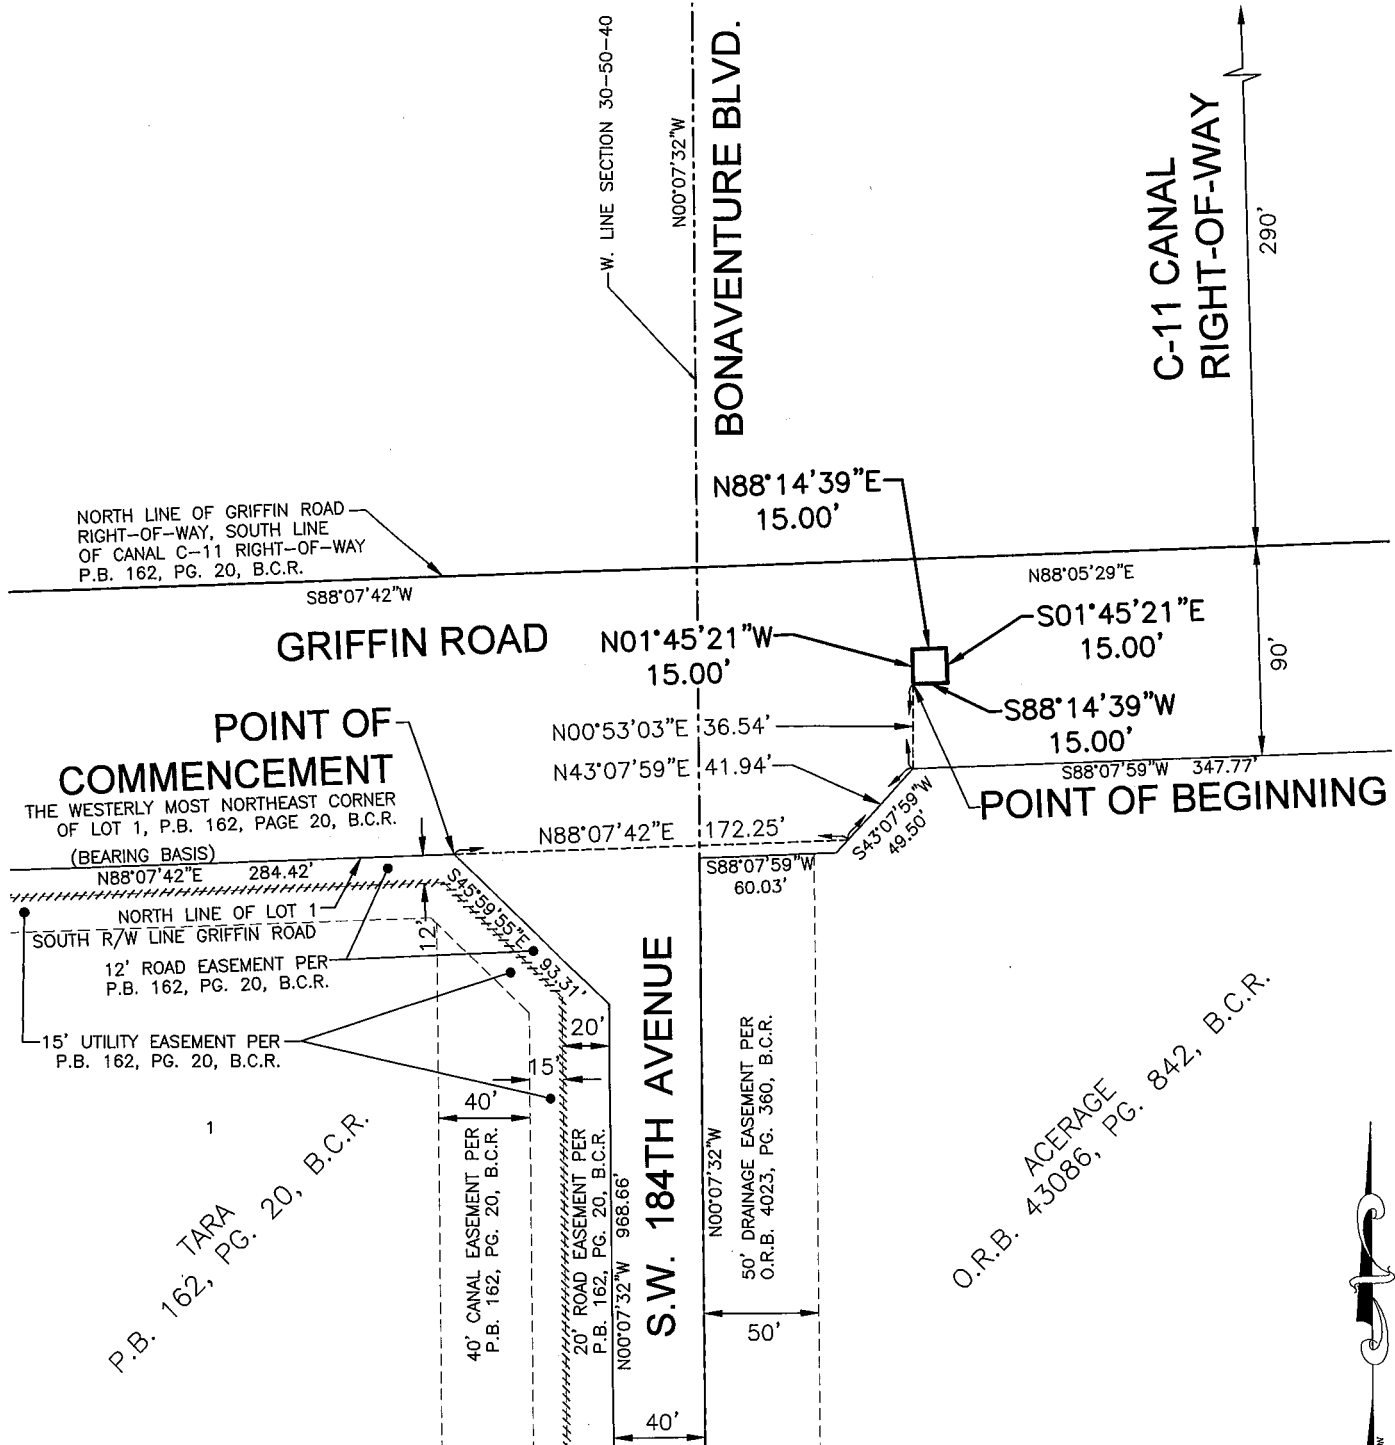 W. LINE SECTION 30-50-40
N00°07'32"W
BONAVENTURE BLVD.
C-11 CANAL
RIGHT-OF-WAY
290'
N88°14'39"E
15.00'
NORTH LINE OF GRIFFIN ROAD
RIGHT-OF-WAY, SOUTH LINE
OF CANAL C-11 RIGHT-OF-WAY
P.B. 162, PG. 20, B.C.R.
S88°07'42"W
N88°05'29"E
GRIFFIN ROAD
N01°45'21"W
15.00'
S01°45'21"E
15.00'
90'
S88°14'39"W
15.00'
POINT OF
COMMENCEMENT
THE WESTERLY MOST NORTHEAST CORNER
OF LOT 1, P.B. 162, PAGE 20, B.C.R.
N00°53'03"E 36.54'
N43°07'59"E 41.94'
S88°07'59"W 347.77'
POINT OF BEGINNING
N88°07'42"E 172.25'
S43°07'59"W
49.50'
(BEARING BASIS)
N88°07'42"E 284.42'
S88°07'59"W
60.03'
NORTH LINE OF LOT 1
SOUTH R/W LINE GRIFFIN ROAD
12'
S45°59'55"E 93.31'
12' ROAD EASEMENT PER
P.B. 162, PG. 20, B.C.R.
15' UTILITY EASEMENT PER
P.B. 162, PG. 20, B.C.R.
20'
15'
40'
1
TARA
P.B. 162, PG. 20, B.C.R.
40' CANAL EASEMENT PER
P.B. 162, PG. 20, B.C.R.
20' ROAD EASEMENT PER
P.B. 162, PG. 20, B.C.R.
N00°07'32"W 968.66'
S.W. 184TH AVENUE
N00°07'32"W
50' DRAINAGE EASEMENT PER
O.R.B. 4023, PG. 360, B.C.R.
50'
40'
ACERAGE
O.R.B. 43086, PG. 842, B.C.R.